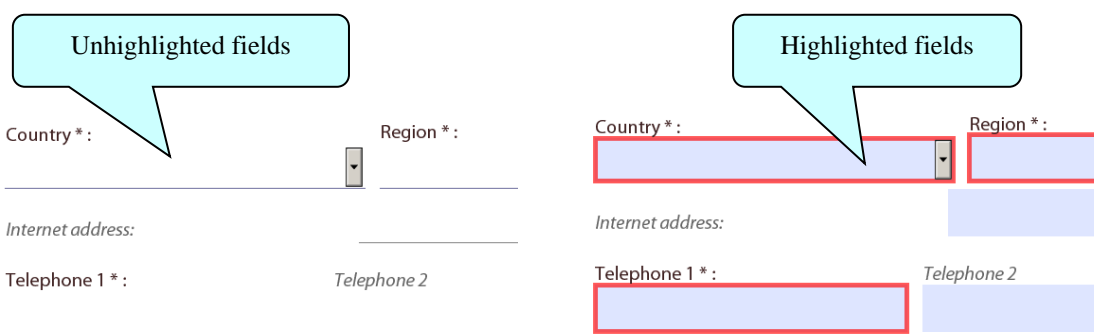 Unhighlighted fields
Country * :
Region * :
Internet address:
Telephone 1 * :
Telephone 2
Highlighted fields
Country * :
Region * :
Internet address:
Telephone 1 * :
Telephone 2